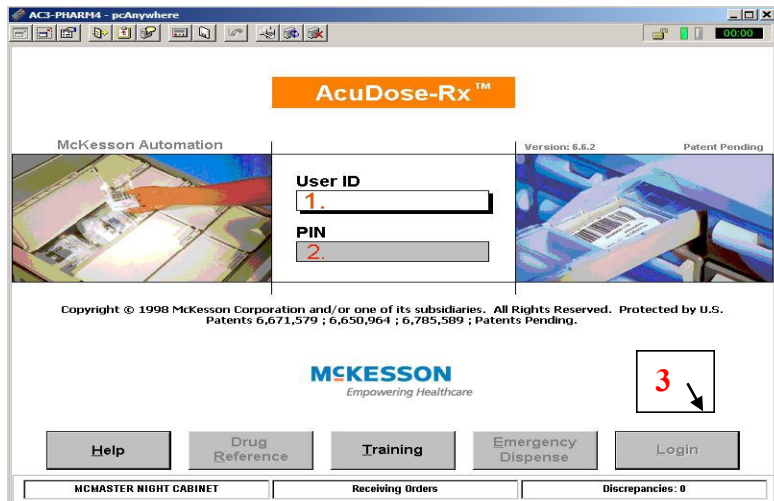 AC3-PHARM4 - pcAnywhere
00:00
AcuDose-Rx™
McKesson Automation
Version: 6.6.2
Patent Pending
User ID
1.
PIN
2.
Copyright © 1998 McKesson Corporation and/or one of its subsidiaries. All Rights Reserved. Protected by U.S.
Patents 6,671,579 ; 6,650,964 ; 6,785,589 ; Patents Pending.
McKESSON
Empowering Healthcare
3
Help
Drug
Reference
Training
Emergency
Dispense
Login
MCMASTER NIGHT CABINET
Receiving Orders
Discrepancies: 0